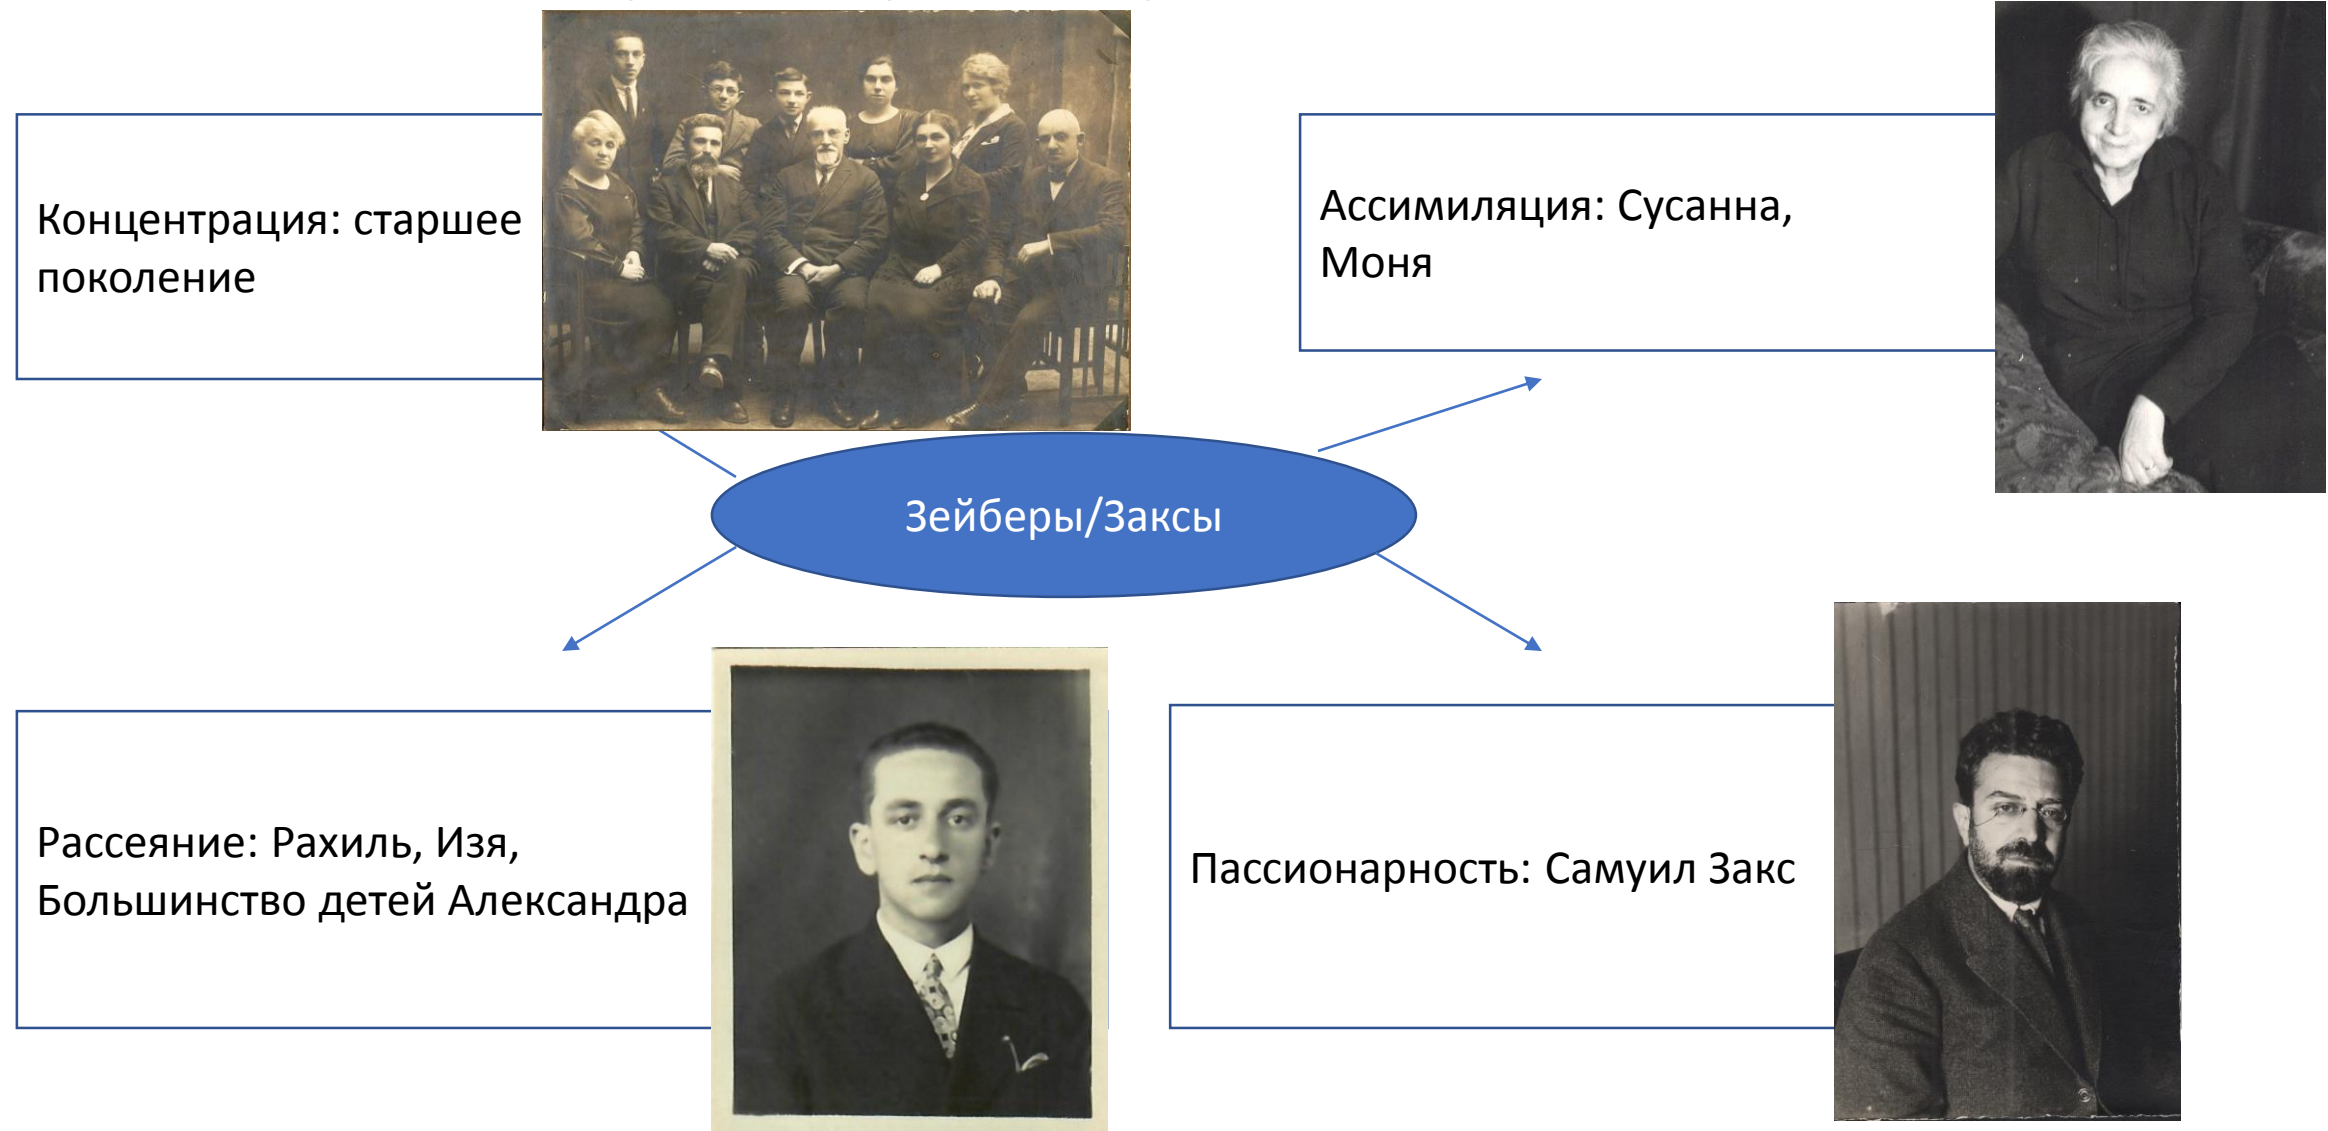 Концентрация: старшее
поколение
Ассимиляция: Сусанна,
Моня
Зейберы/Заксы
Рассеяние: Рахиль, Изя,
Большинство детей Александра
Пассионарность: Самуил Закс